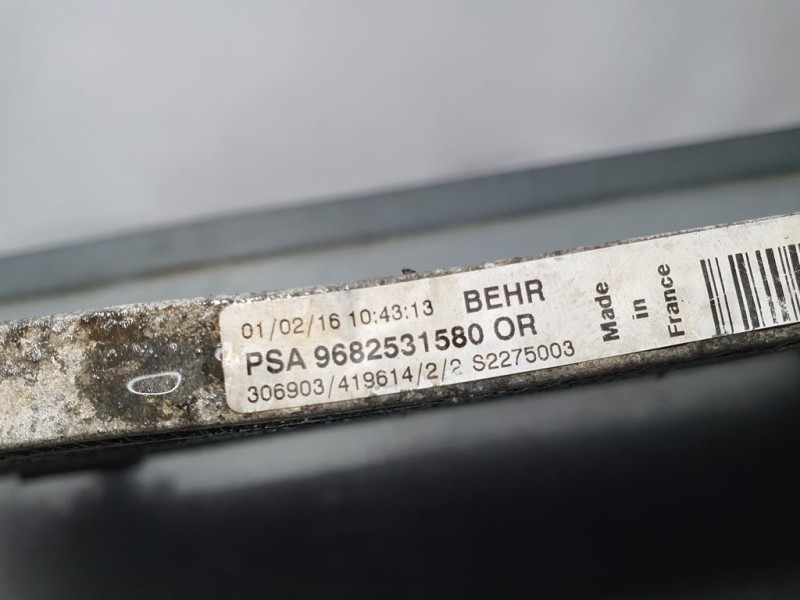 01/02/16 10:43:13 BEHR
PSA 9682531580 OR
306903/419614/2/2 S2275003
Made
in
France